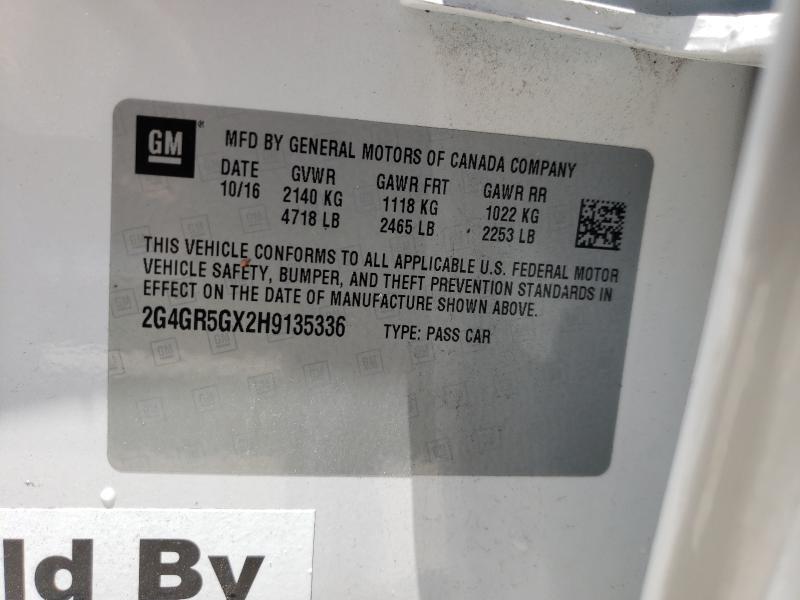 GM
MFD BY GENERAL MOTORS OF CANADA COMPANY
DATE GVWR GAWR FRT GAWR RR
10/16 2140 KG 1118 KG 1022 KG
4718 LB 2465 LB 2253 LB
THIS VEHICLE CONFORMS TO ALL APPLICABLE U.S. FEDERAL MOTOR
VEHICLE SAFETY, BUMPER, AND THEFT PREVENTION STANDARDS IN
EFFECT ON THE DATE OF MANUFACTURE SHOWN ABOVE.
2G4GR5GX2H9135336 TYPE: PASS CAR
ld By